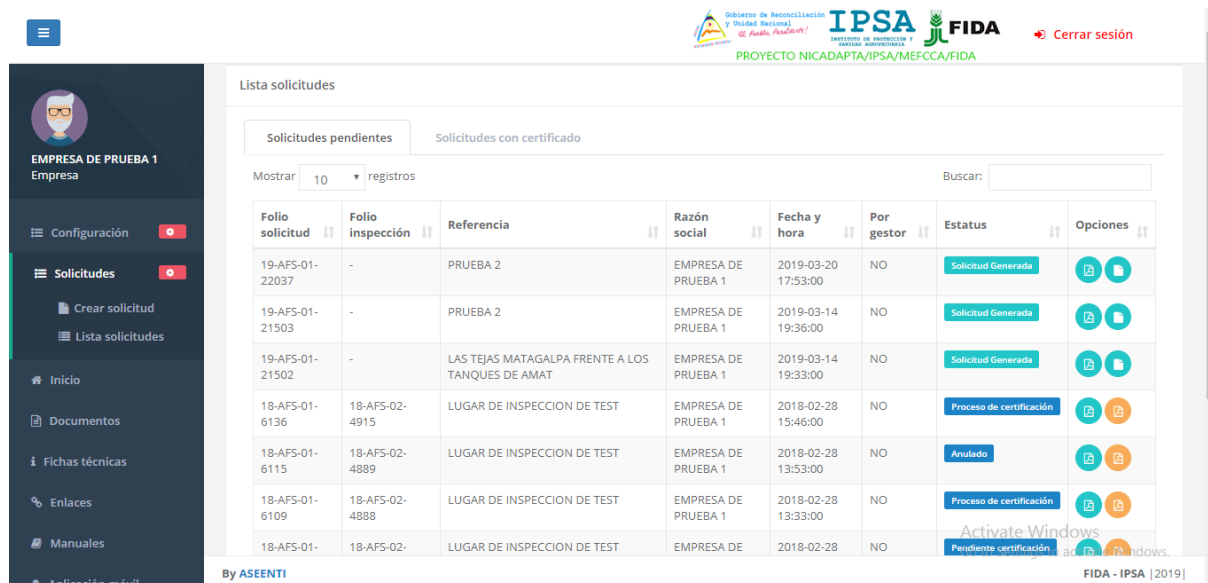 Gobierno de Reconciliación
y Unidad Nacional
El Pueblo, Presidente!
IPSA
INSTITUTO DE PROTECCIÓN Y
SANIDAD AGROPECUARIA
FIDA
PROYECTO NICADAPTA/IPSA/MEFCCA/FIDA
Cerrar sesión
EMPRESA DE PRUEBA 1
Empresa
Configuración
Solicitudes
Crear solicitud
Lista solicitudes
Inicio
Documentos
Fichas técnicas
Enlaces
Manuales
Aplicación móvil
Lista solicitudes
Solicitudes pendientes Solicitudes con certificado
Mostrar 10 registros Buscar:
Folio Folio Referencia Razón Fecha y Por Estatus Opciones
solicitud inspección social hora gestor
19-AFS-01- - PRUEBA 2 EMPRESA DE 2019-03-20 NO Solicitud Generada
22037 PRUEBA 1 17:53:00
19-AFS-01- - PRUEBA 2 EMPRESA DE 2019-03-14 NO Solicitud Generada
21503 PRUEBA 1 19:36:00
19-AFS-01- - LAS TEJAS MATAGALPA FRENTE A LOS EMPRESA DE 2019-03-14 NO Solicitud Generada
21502 TANQUES DE AMAT PRUEBA 1 19:33:00
18-AFS-01- 18-AFS-02- LUGAR DE INSPECCION DE TEST EMPRESA DE 2018-02-28 NO Proceso de certificación
6136 4915 PRUEBA 1 15:46:00
18-AFS-01- 18-AFS-02- LUGAR DE INSPECCION DE TEST EMPRESA DE 2018-02-28 NO Anulado
6115 4889 PRUEBA 1 13:53:00
18-AFS-01- 18-AFS-02- LUGAR DE INSPECCION DE TEST EMPRESA DE 2018-02-28 NO Proceso de certificación
6109 4888 PRUEBA 1 13:33:00
18-AFS-01- 18-AFS-02- LUGAR DE INSPECCION DE TEST EMPRESA DE 2018-02-28 NO Pendiente certificación
Activate Windows
By ASEENTI FIDA - IPSA |2019|